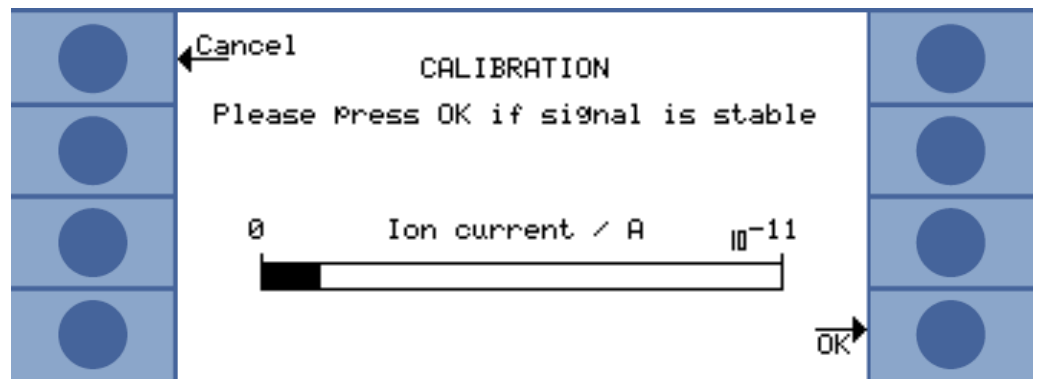 Cancel
CALIBRATION
Please press OK if signal is stable
0 Ion current / A 10-11
OK